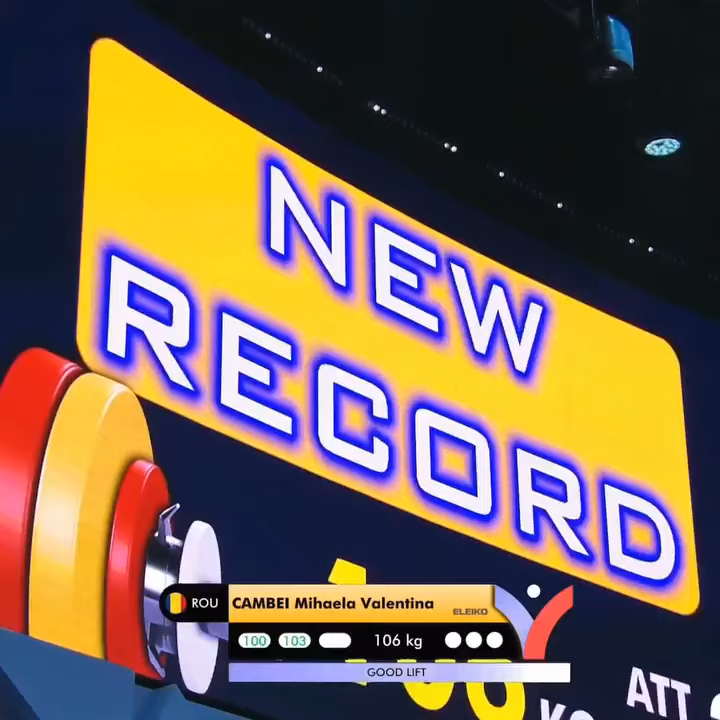 NEW
RECORD
ROU CAMBEI Mihaela Valentina ELEIKO
100 103 106 kg
GOOD LIFT
ATT